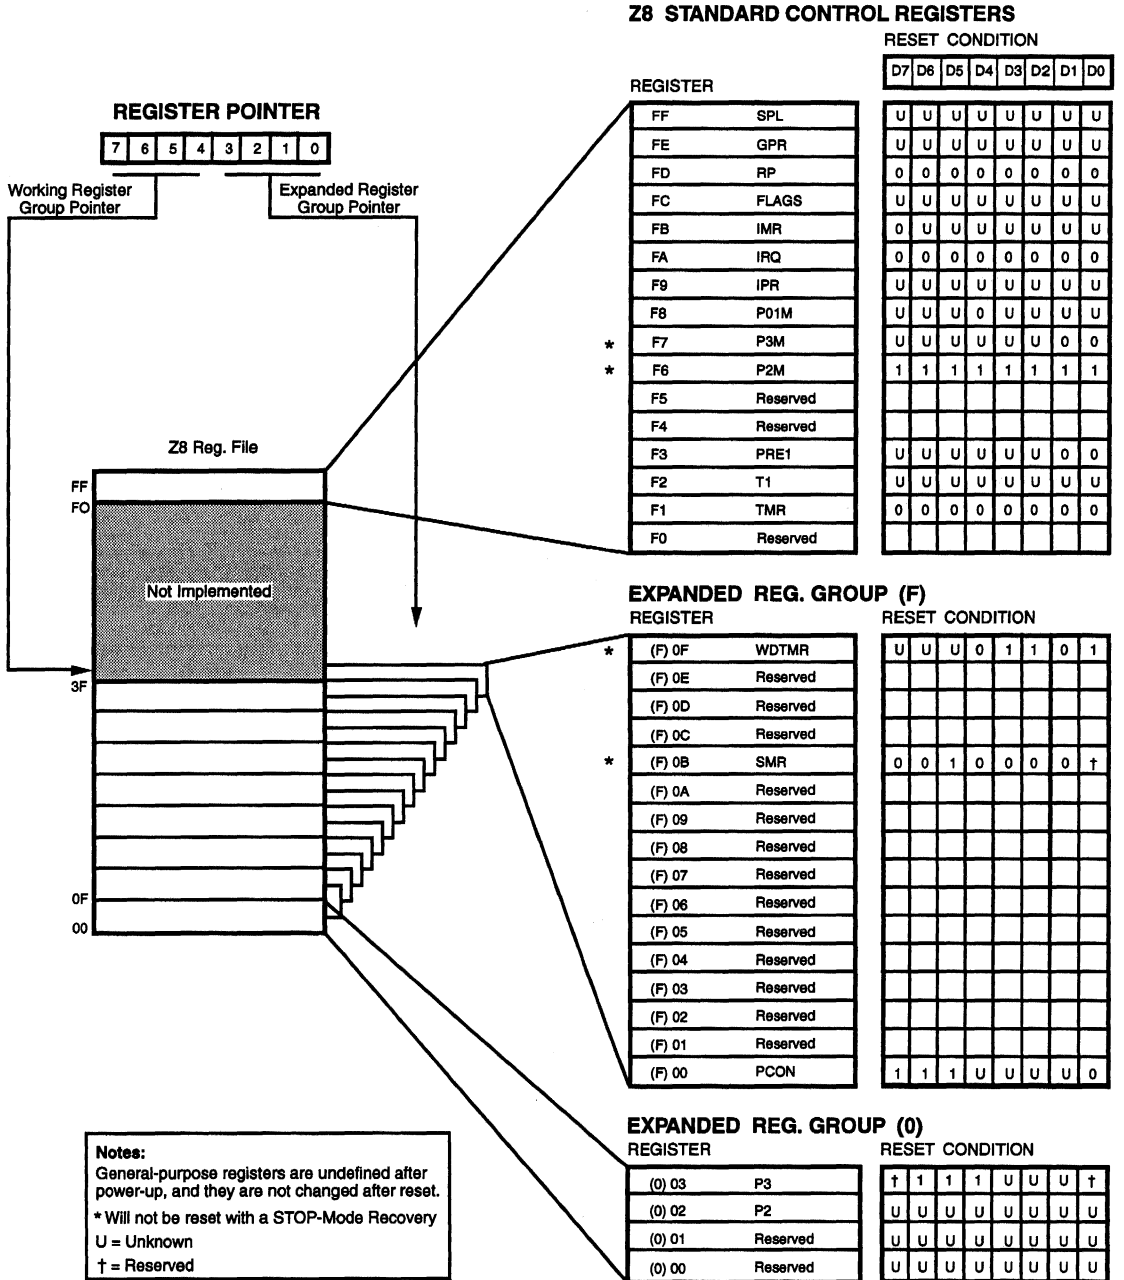 Z8 STANDARD CONTROL REGISTERS
RESET CONDITION
D7 D6 D5 D4 D3 D2 D1 D0
REGISTER
REGISTER POINTER
7 6 5 4 3 2 1 0
Working Register
Group Pointer
Expanded Register
Group Pointer
FF SPL U U U U U U U U
FE GPR U U U U U U U U
FD RP 0 0 0 0 0 0 0 0
FC FLAGS U U U U U U U U
FB IMR 0 U U U U U U U
FA IRQ 0 0 0 0 0 0 0 0
F9 IPR U U U U U U U U
F8 P01M U U U 0 U U U U
* F7 P3M U U U U U U 0 0
* F6 P2M 1 1 1 1 1 1 1 1
F5 Reserved
F4 Reserved
F3 PRE1 U U U U U U 0 0
F2 T1 U U U U U U U U
F1 TMR 0 0 0 0 0 0 0 0
F0 Reserved
Z8 Reg. File
FF
FO
Not Implemented
3F
0F
00
EXPANDED REG. GROUP (F)
REGISTER RESET CONDITION
* (F) 0F WDTMR U U U 0 1 1 0 1
(F) 0E Reserved
(F) 0D Reserved
(F) 0C Reserved
* (F) 0B SMR 0 0 1 0 0 0 0 †
(F) 0A Reserved
(F) 09 Reserved
(F) 08 Reserved
(F) 07 Reserved
(F) 06 Reserved
(F) 05 Reserved
(F) 04 Reserved
(F) 03 Reserved
(F) 02 Reserved
(F) 01 Reserved
(F) 00 PCON 1 1 1 U U U U 0
EXPANDED REG. GROUP (0)
REGISTER RESET CONDITION
(0) 03 P3 † 1 1 1 U U U †
(0) 02 P2 U U U U U U U U
(0) 01 Reserved U U U U U U U U
(0) 00 Reserved U U U U U U U U
Notes:
General-purpose registers are undefined after
power-up, and they are not changed after reset.
* Will not be reset with a STOP-Mode Recovery
U = Unknown
† = Reserved